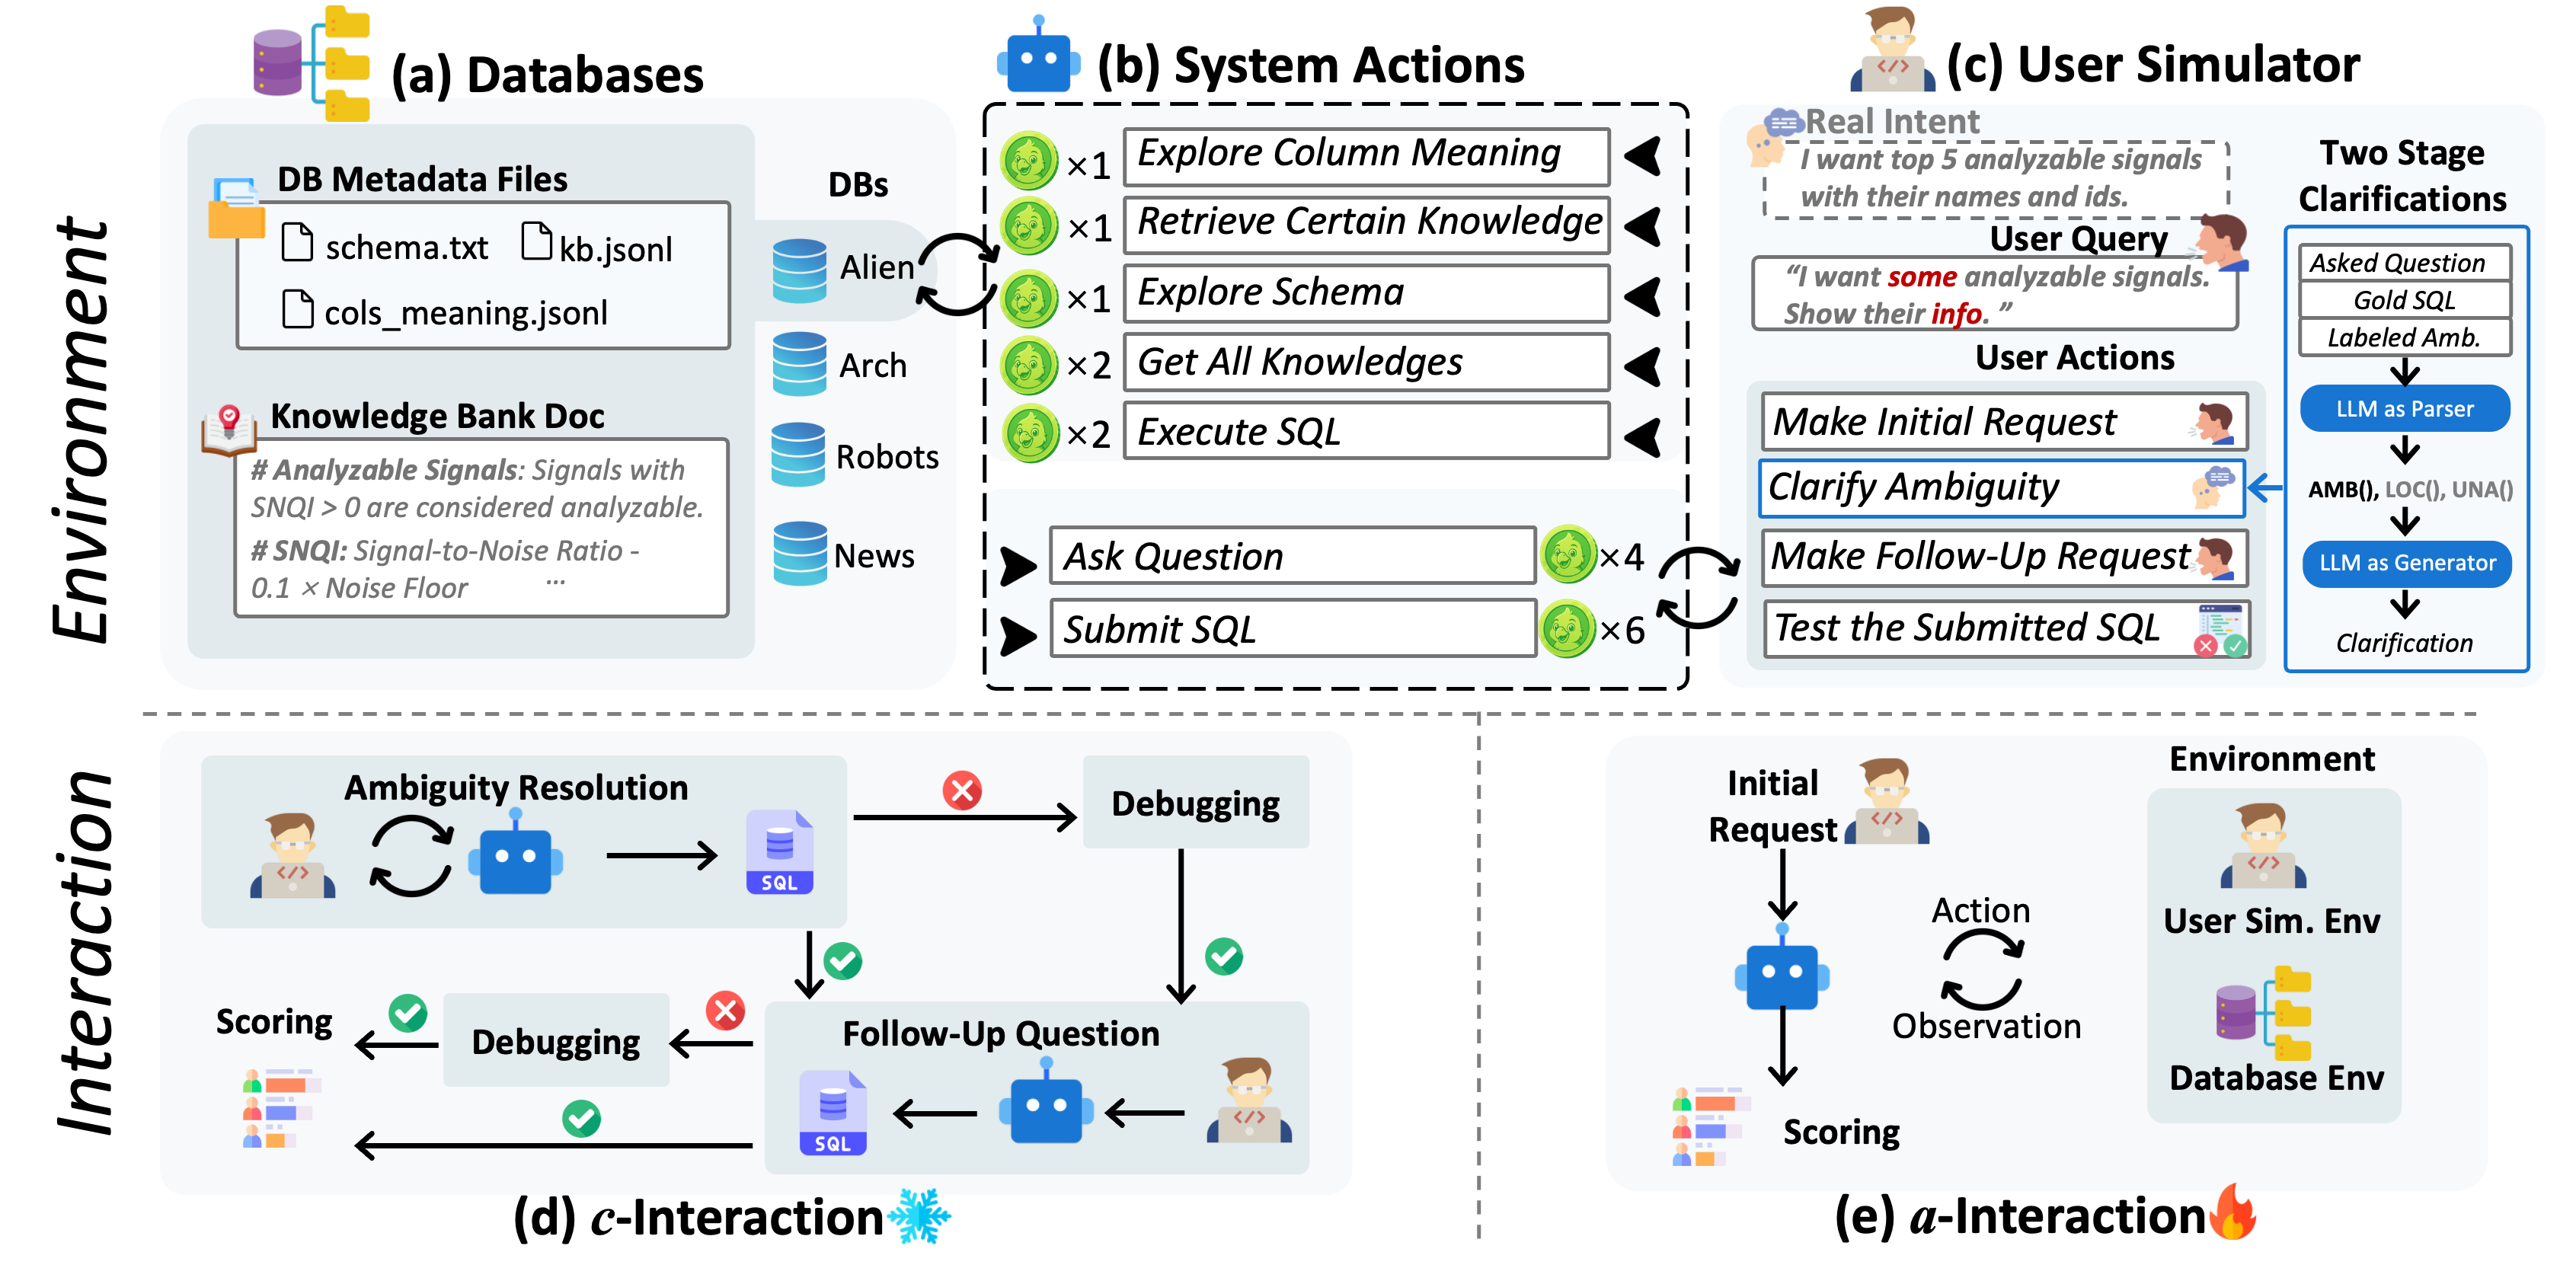 (a) Databases
DB Metadata Files
schema.txt
kb.jsonl
cols_meaning.jsonl
Knowledge Bank Doc
# Analyzable Signals: Signals with
SNQI > 0 are considered analyzable.
# SNQI: Signal-to-Noise Ratio -
0.1 × Noise Floor ...
DBs
Alien
Arch
Robots
News
(b) System Actions
×1 Explore Column Meaning
×1 Retrieve Certain Knowledge
×1 Explore Schema
×2 Get All Knowledges
×2 Execute SQL
Ask Question ×4
Submit SQL ×6
(c) User Simulator
Real Intent
I want top 5 analyzable signals
with their names and ids.
User Query
“I want some analyzable signals.
Show their info. ”
User Actions
Make Initial Request
Clarify Ambiguity
Make Follow-Up Request
Test the Submitted SQL
Two Stage
Clarifications
Asked Question
Gold SQL
Labeled Amb.
LLM as Parser
AMB(), LOC(), UNA()
LLM as Generator
Clarification
Environment
Interaction
Ambiguity Resolution
SQL
Debugging
Follow-Up Question
SQL
Debugging
Scoring
(d) c-Interaction
Initial
Request
Action
Observation
Scoring
Environment
User Sim. Env
Database Env
(e) a-Interaction